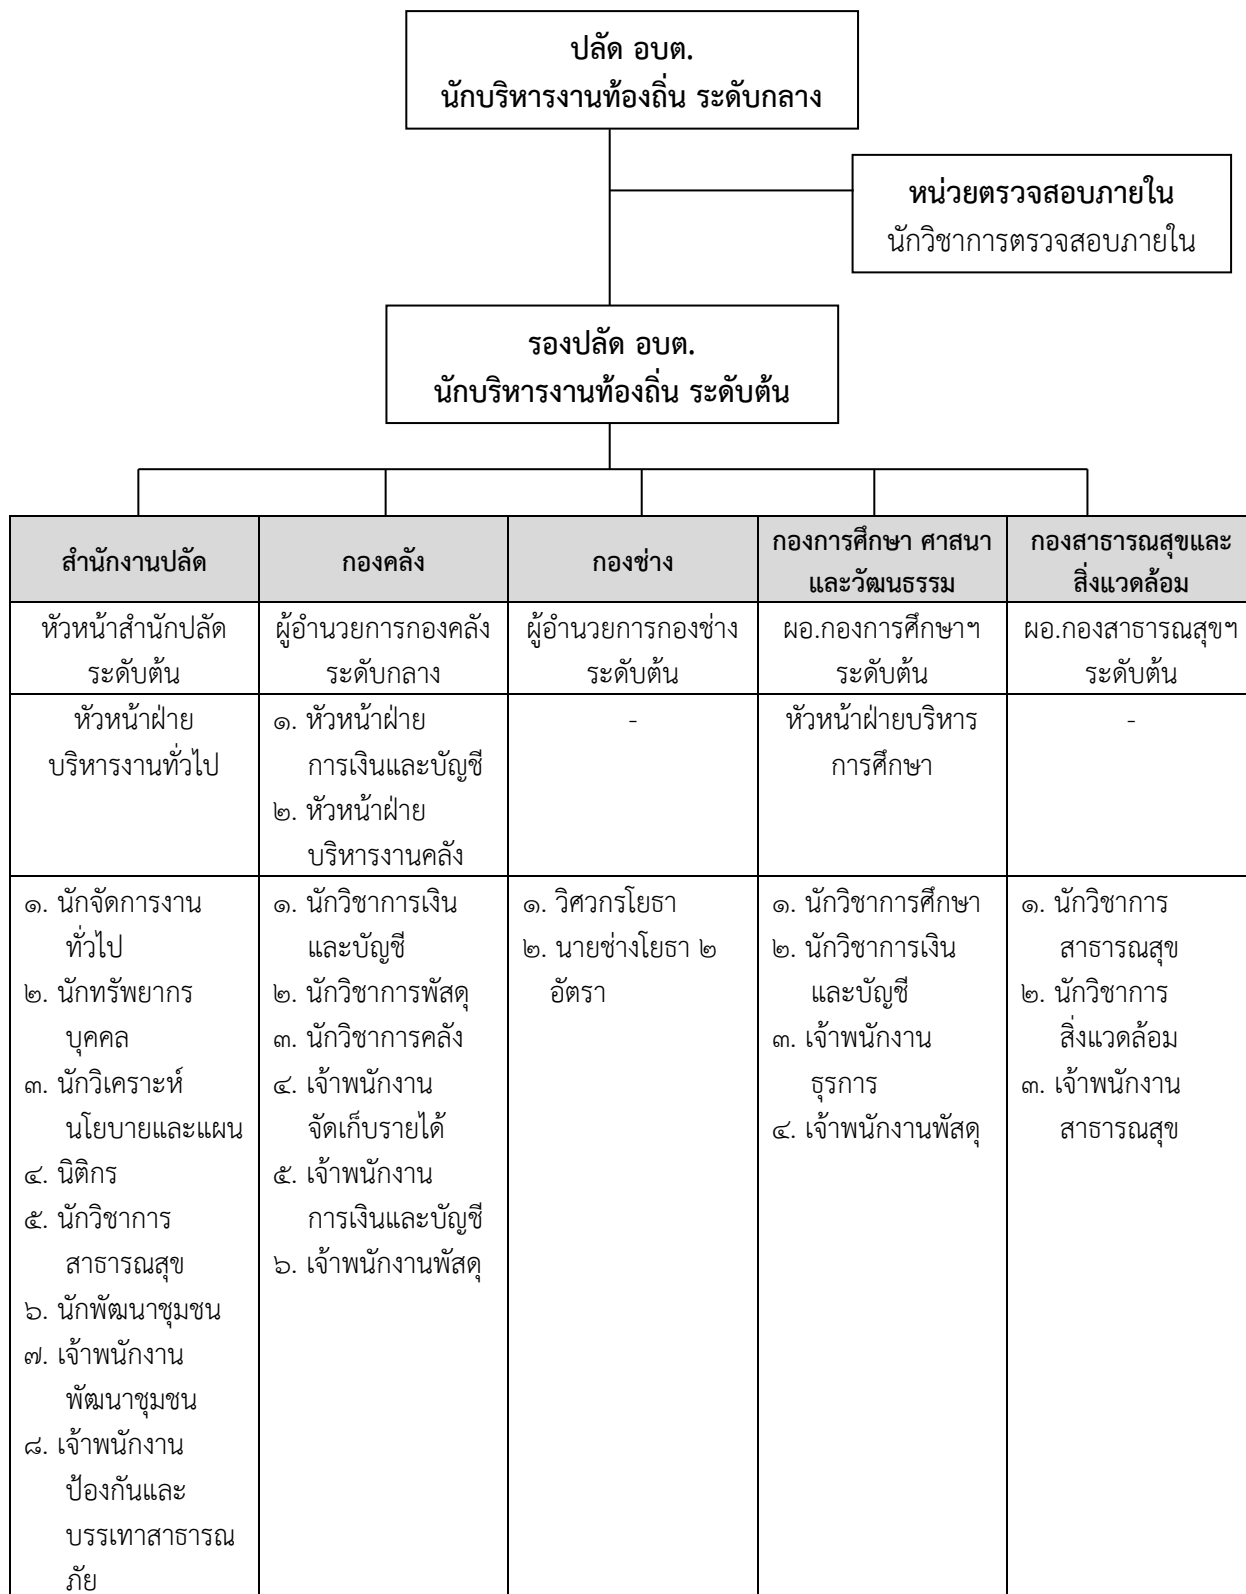 ปลัด อบต.
นักบริหารงานท้องถิ่น ระดับกลาง
หน่วยตรวจสอบภายใน
นักวิชาการตรวจสอบภายใน
รองปลัด อบต.
นักบริหารงานท้องถิ่น ระดับต้น
สำนักงานปลัด
กองคลัง
กองช่าง
กองการศึกษา ศาสนา
และวัฒนธรรม
กองสาธารณสุขและ
สิ่งแวดล้อม
หัวหน้าสำนักปลัด
ระดับต้น
ผู้อำนวยการกองคลัง
ระดับกลาง
ผู้อำนวยการกองช่าง
ระดับต้น
ผอ.กองการศึกษาฯ
ระดับต้น
ผอ.กองสาธารณสุขฯ
ระดับต้น
หัวหน้าฝ่าย
บริหารงานทั่วไป
๑. หัวหน้าฝ่าย
การเงินและบัญชี
๒. หัวหน้าฝ่าย
บริหารงานคลัง
-
หัวหน้าฝ่ายบริหาร
การศึกษา
-
๑. นักจัดการงาน
ทั่วไป
๒. นักทรัพยากร
บุคคล
๓. นักวิเคราะห์
นโยบายและแผน
๔. นิติกร
๕. นักวิชาการ
สาธารณสุข
๖. นักพัฒนาชุมชน
๗. เจ้าพนักงาน
พัฒนาชุมชน
๘. เจ้าพนักงาน
ป้องกันและ
บรรเทาสาธารณ
ภัย
๑. นักวิชาการเงิน
และบัญชี
๒. นักวิชาการพัสดุ
๓. นักวิชาการคลัง
๔. เจ้าพนักงาน
จัดเก็บรายได้
๕. เจ้าพนักงาน
การเงินและบัญชี
๖. เจ้าพนักงานพัสดุ
๑. วิศวกรโยธา
๒. นายช่างโยธา ๒
อัตรา
๑. นักวิชาการศึกษา
๒. นักวิชาการเงิน
และบัญชี
๓. เจ้าพนักงาน
ธุรการ
๔. เจ้าพนักงานพัสดุ
๑. นักวิชาการ
สาธารณสุข
๒. นักวิชาการ
สิ่งแวดล้อม
๓. เจ้าพนักงาน
สาธารณสุข